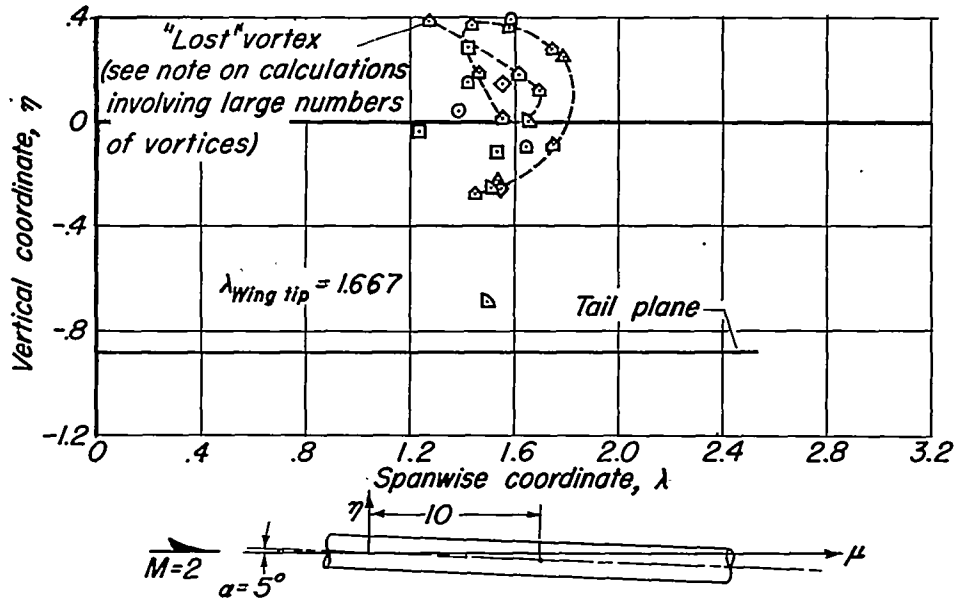 .4
"Lost" vortex
(see note on calculations
involving large numbers
of vortices)
0
-.4
λWing tip = 1.667
Tail plane
-.8
-1.2
Vertical coordinate, η
0 .4 .8 1.2 1.6 2.0 2.4 2.8 3.2
Spanwise coordinate, λ
η
10
μ
M=2
α=5°